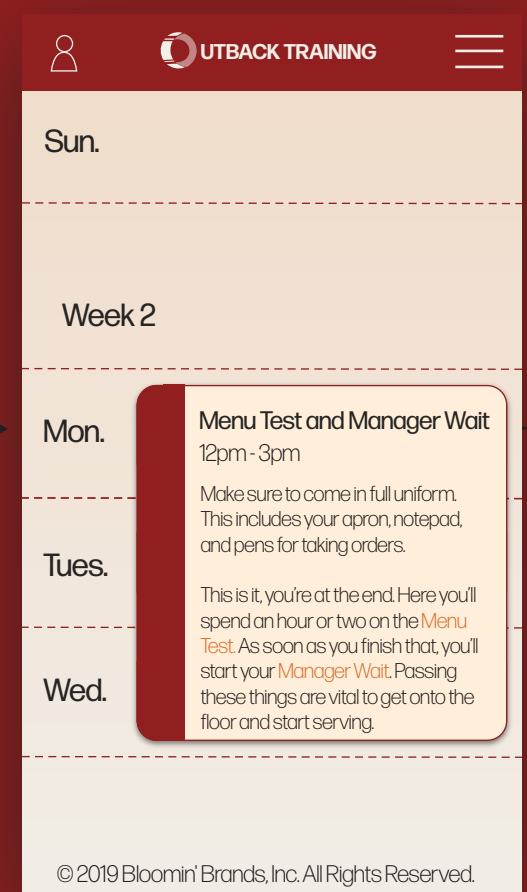 OUTBACK TRAINING
Sun.
Week 2
Mon.
Menu Test and Manager Wait
12pm - 3pm
Make sure to come in full uniform.
This includes your apron, notepad,
and pens for taking orders.
This is it, you're at the end. Here you'll
spend an hour or two on the Menu
Test. As soon as you finish that, you'll
start your Manager Wait. Passing
these things are vital to get onto the
floor and start serving.
Tues.
Wed.
© 2019 Bloomin' Brands, Inc. All Rights Reserved.